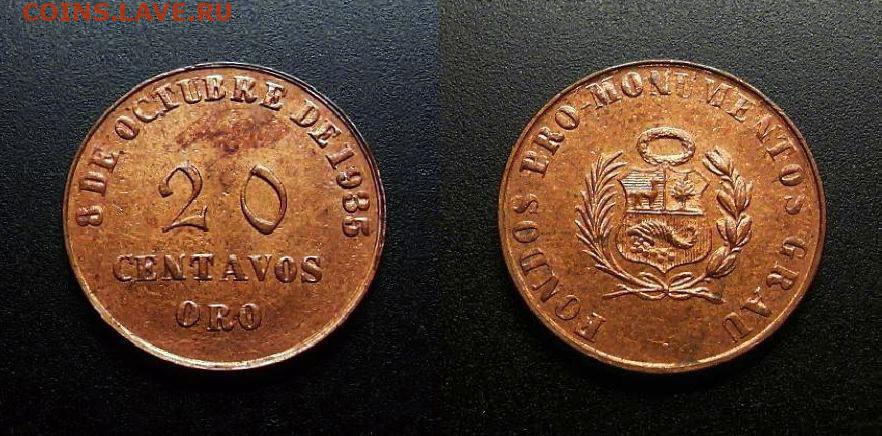 COINS.LAVE.RU
8 DE OCTUBRE DE 1935
20
CENTAVOS
ORO
FONDOS PRO-MONUMENTOS GRAU